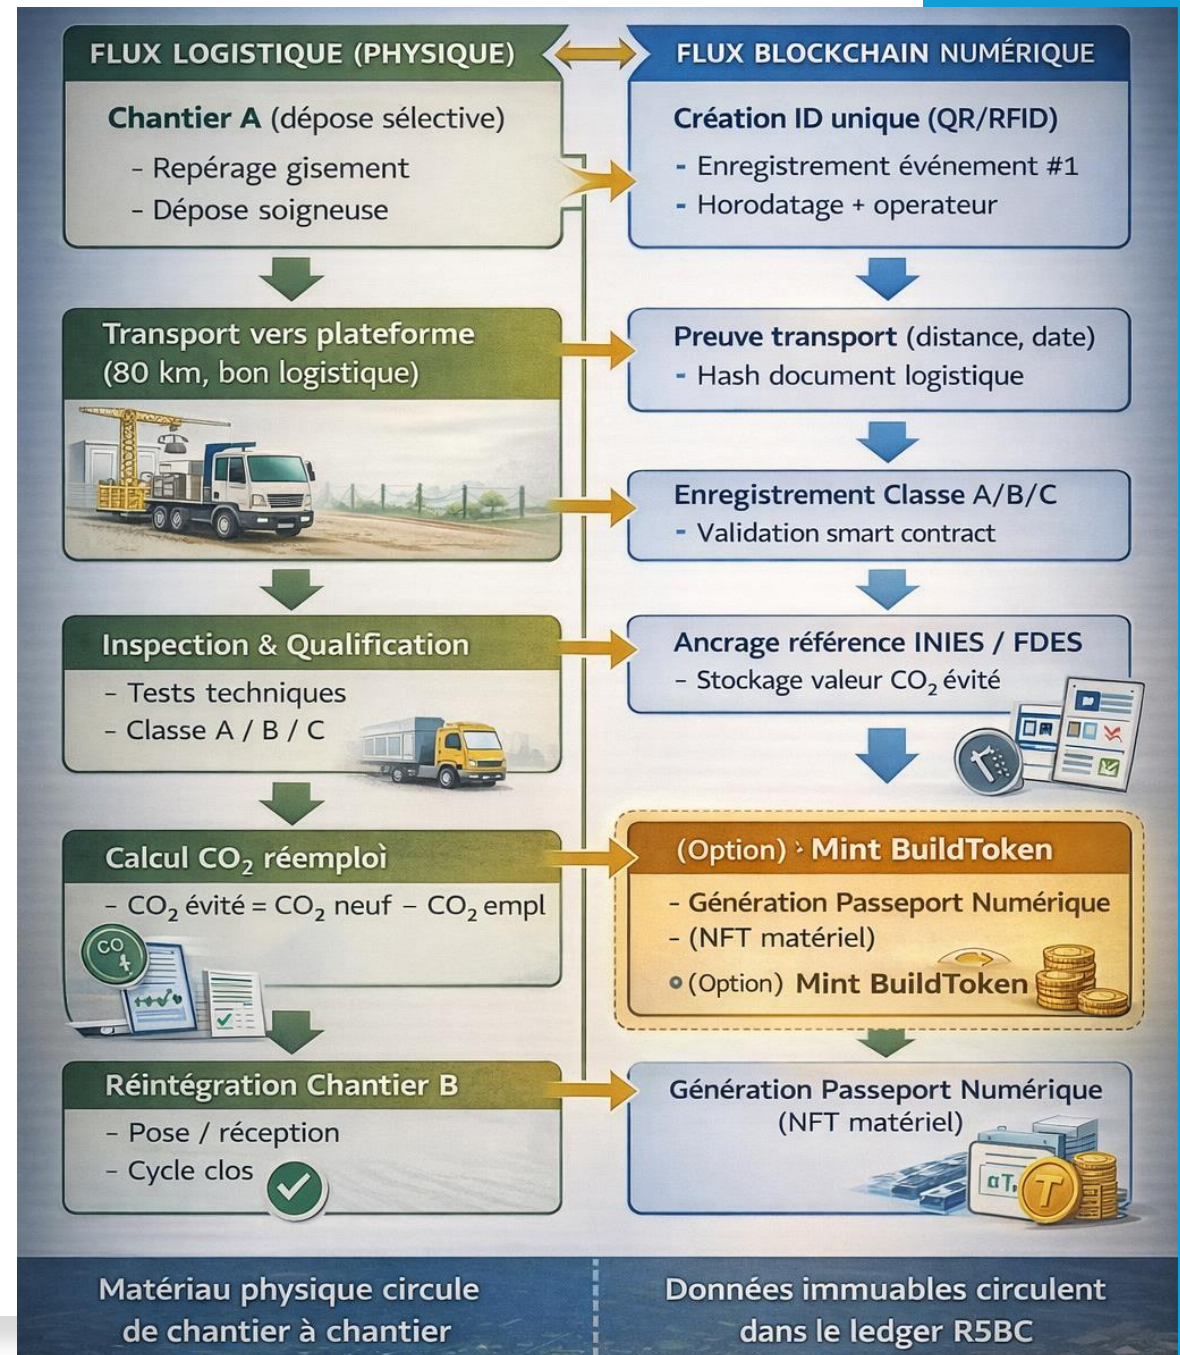 FLUX LOGISTIQUE (PHYSIQUE)
Chantier A (dépose sélective)
- Repérage gisement
- Dépose soigneuse
Transport vers plateforme
(80 km, bon logistique)
Inspection & Qualification
- Tests techniques
- Classe A / B / C
Calcul CO₂ réemploì
- CO₂ évité = CO₂ neuf - CO₂ empl
CO
Réintégration Chantier B
- Pose / réception
- Cycle clos
Matériau physique circule
de chantier à chantier
FLUX BLOCKCHAIN NUMÉRIQUE
Création ID unique (QR/RFID)
- Enregistrement événement #1
- Horodatage + operateur
Preuve transport (distance, date)
- Hash document logistique
Enregistrement Classe A/B/C
- Validation smart contract
Ancrage référence INIES / FDES
- Stockage valeur CO₂ évité
(Option) : Mint BuildToken
- Génération Passeport Numérique
- (NFT matériel)
(Option) Mint BuildToken
Génération Passeport Numérique
(NFT matériel)
T
Données immuables circulent
dans le ledger R5BC